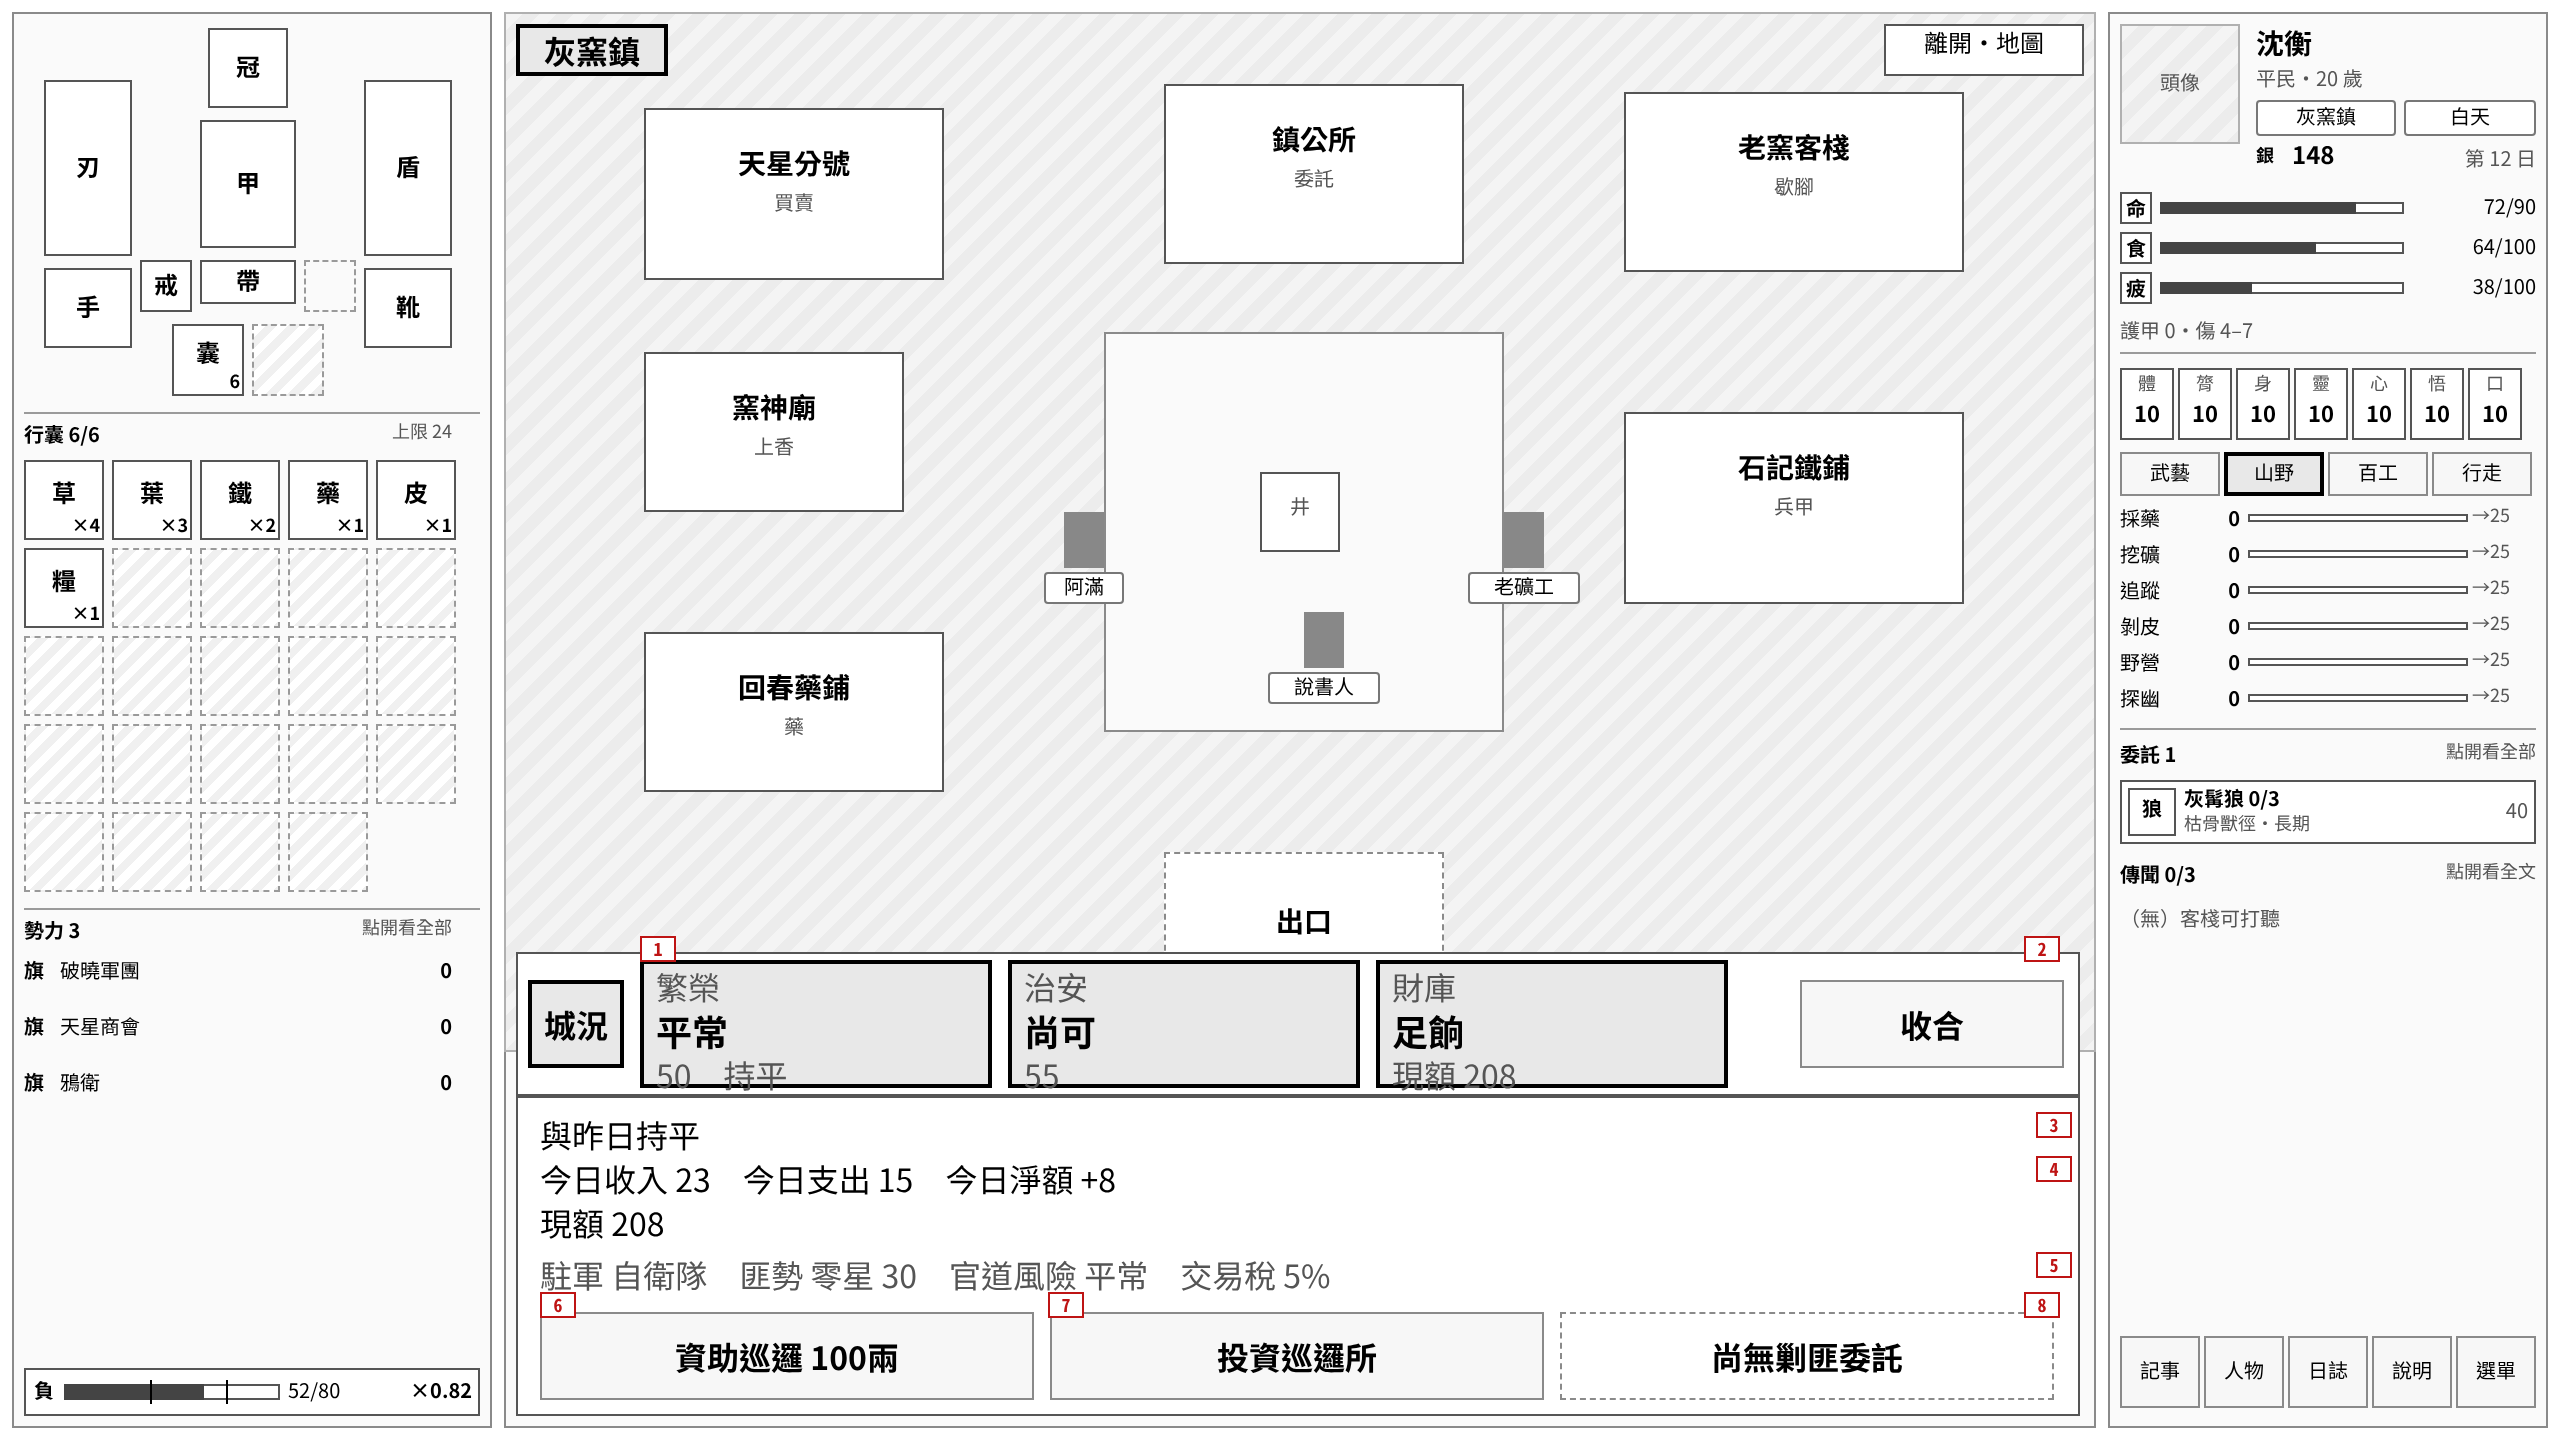 冠
刃
甲
盾
手
戒
帶
靴
囊
6
行囊 6/6
上限 24
草
×4
葉
×3
鐵
×2
藥
×1
皮
×1
糧
×1
勢力 3
點開看全部
旗 破曉軍團 0
旗 天星商會 0
旗 鴉衛 0
負 52/80 ×0.82
灰窯鎮
離開・地圖
天星分號
買賣
鎮公所
委託
老窯客棧
歇腳
窯神廟
上香
井
石記鐵鋪
兵甲
阿滿
老礦工
說書人
回春藥鋪
藥
出口
1
2
城況
繁榮
平常
50 持平
治安
尚可
55
財庫
足餉
現額 208
收合
與昨日持平
3
今日收入 23 今日支出 15 今日淨額 +8
4
現額 208
駐軍 自衛隊 匪勢 零星 30 官道風險 平常 交易稅 5%
5
6
資助巡邏 100兩
7
投資巡邏所
8
尚無剿匪委託
頭像
沈衡
平民・20 歲
灰窯鎮
白天
銀 148
第 12 日
命 72/90
食 64/100
疲 38/100
護甲 0・傷 4–7
體 膂 身 靈 心 悟 口
10 10 10 10 10 10 10
武藝 山野 百工 行走
採藥 0 →25
挖礦 0 →25
追蹤 0 →25
剝皮 0 →25
野營 0 →25
探幽 0 →25
委託 1
點開看全部
狼
灰髯狼 0/3
枯骨獸徑・長期
40
傳聞 0/3
點開看全文
（無）客棧可打聽
記事 人物 日誌 說明 選單